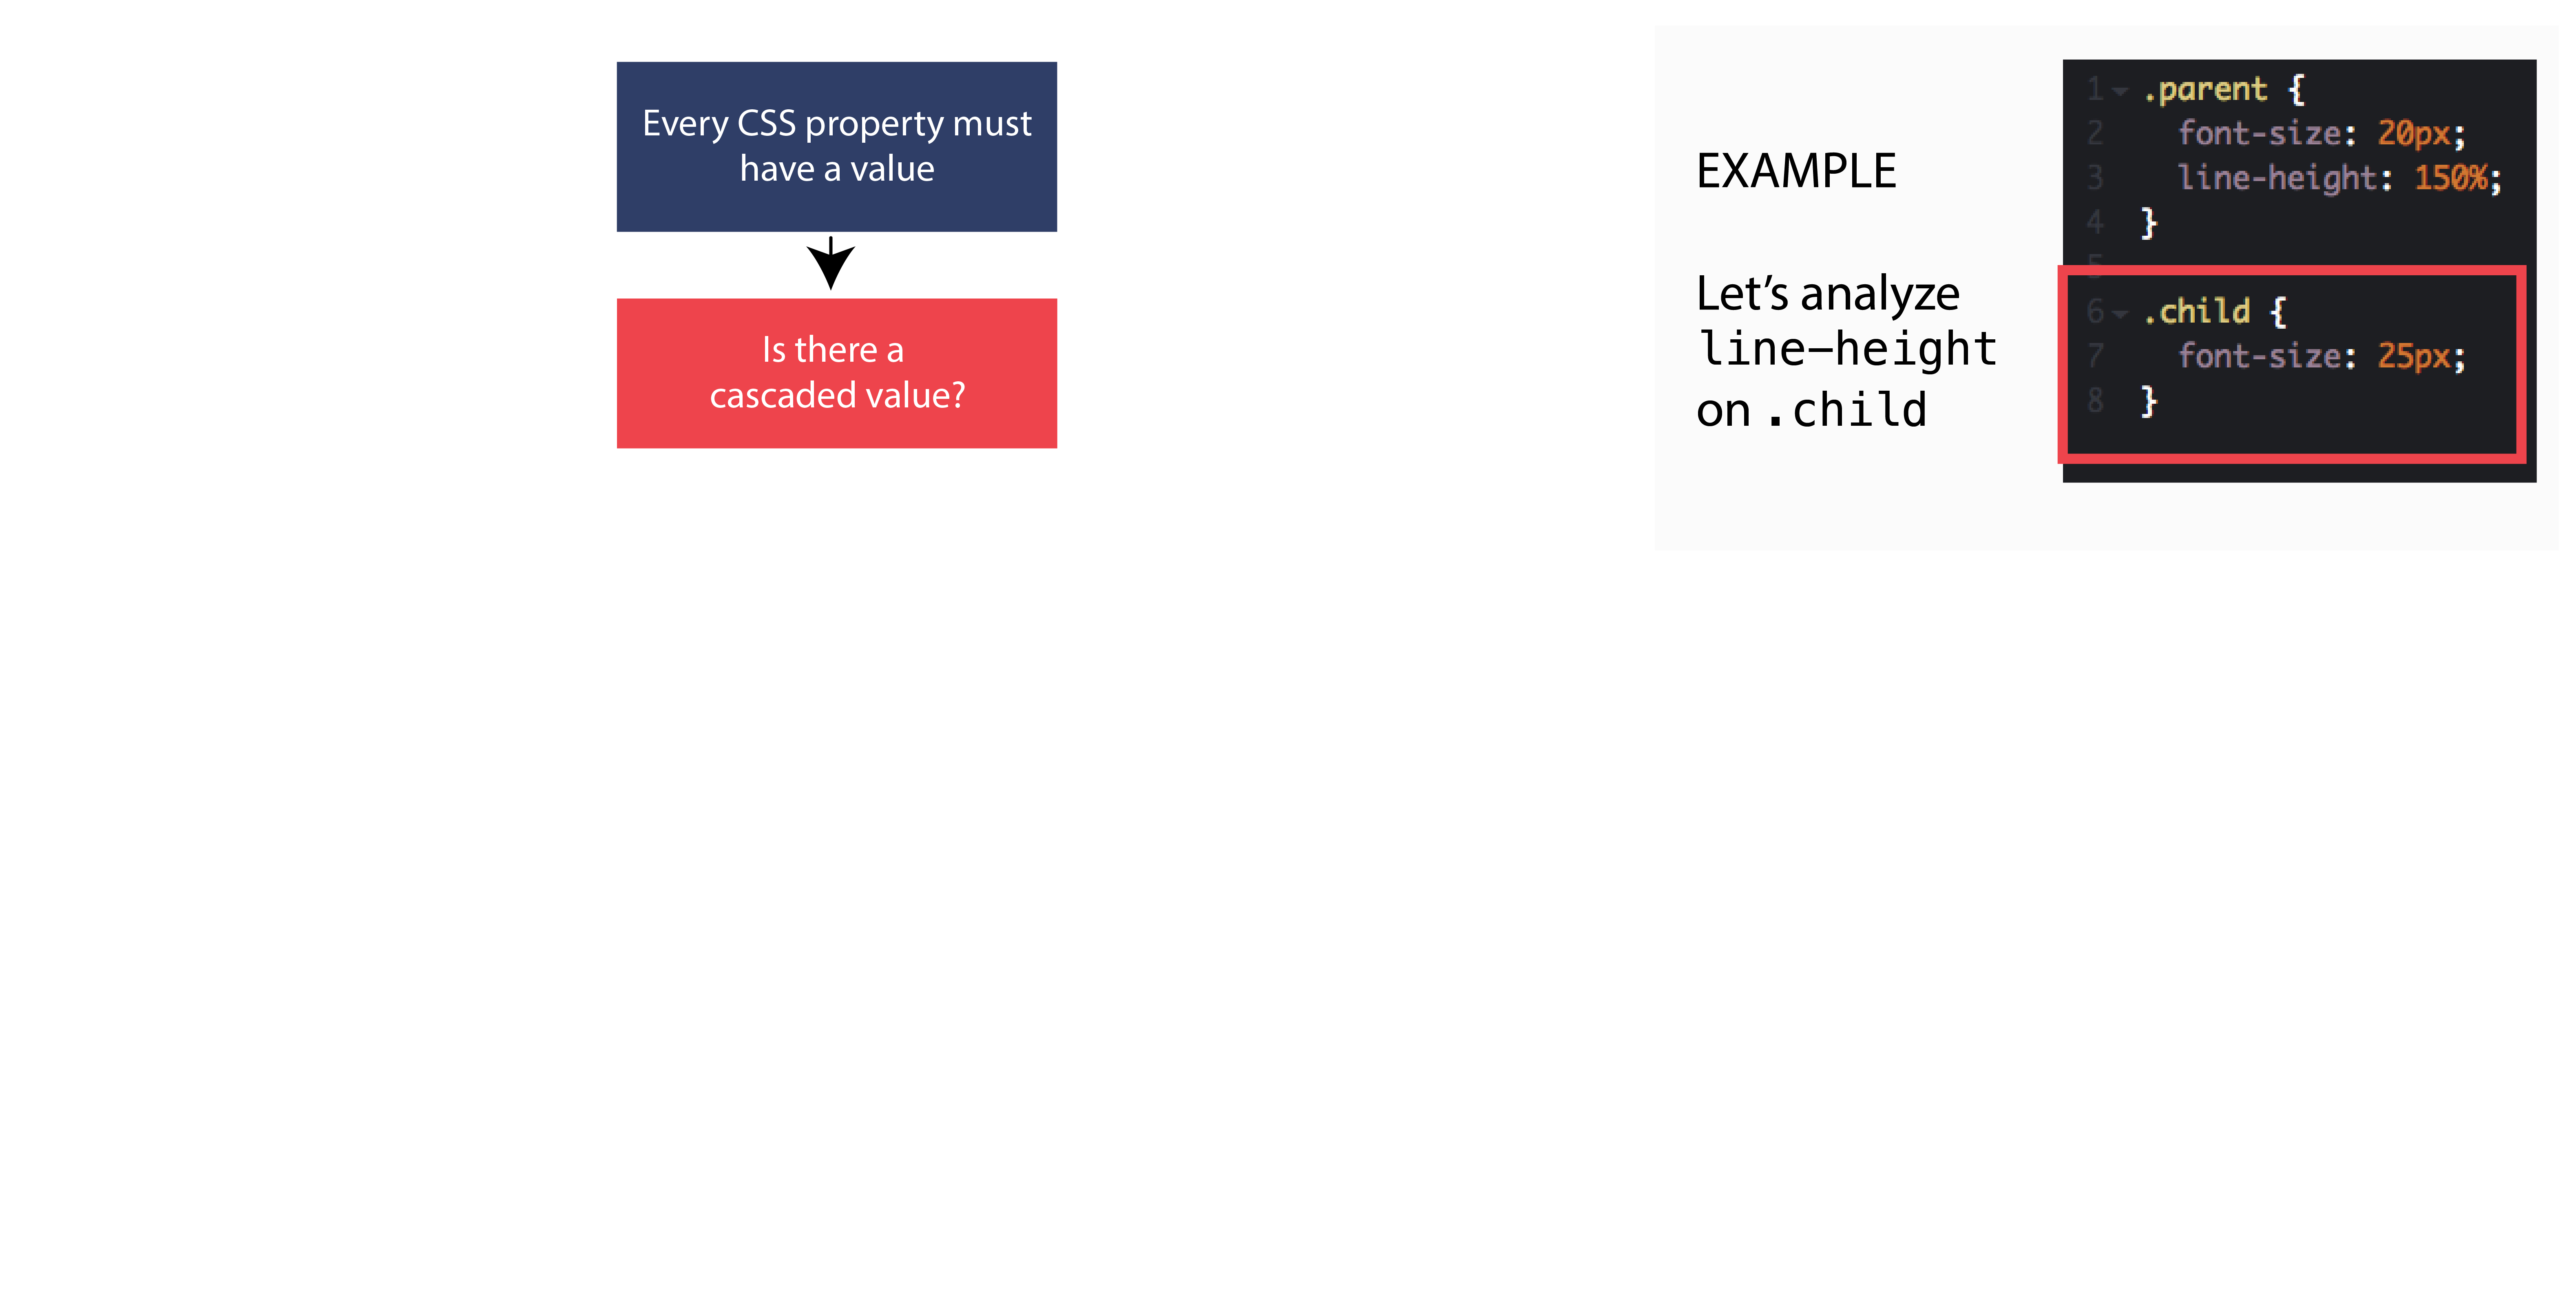 Every CSS property must
have a value
Is there a
cascaded value?
EXAMPLE
Let’s analyze
line–height
on .child
1 .parent {
2 font-size: 20px;
3 line-height: 150%;
4 }
5
6 .child {
7 font-size: 25px;
8 }